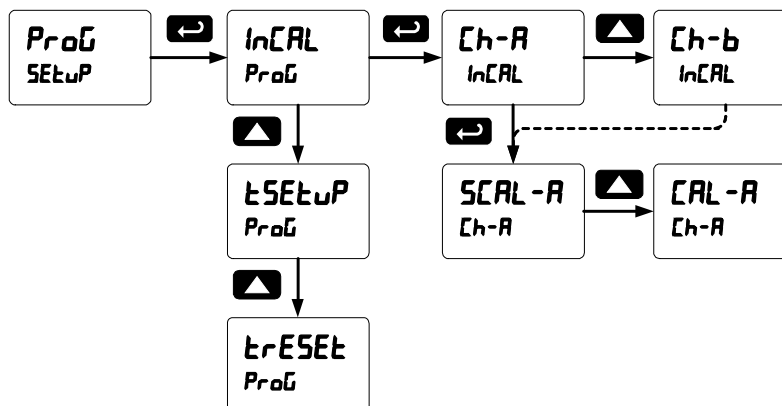 ProG
SEtuP
InCAL
ProG
Ch-A
InCAL
Ch-b
InCAL
tSEtuP
ProG
SCAL-A
Ch-A
CAL-A
Ch-A
trESEt
ProG